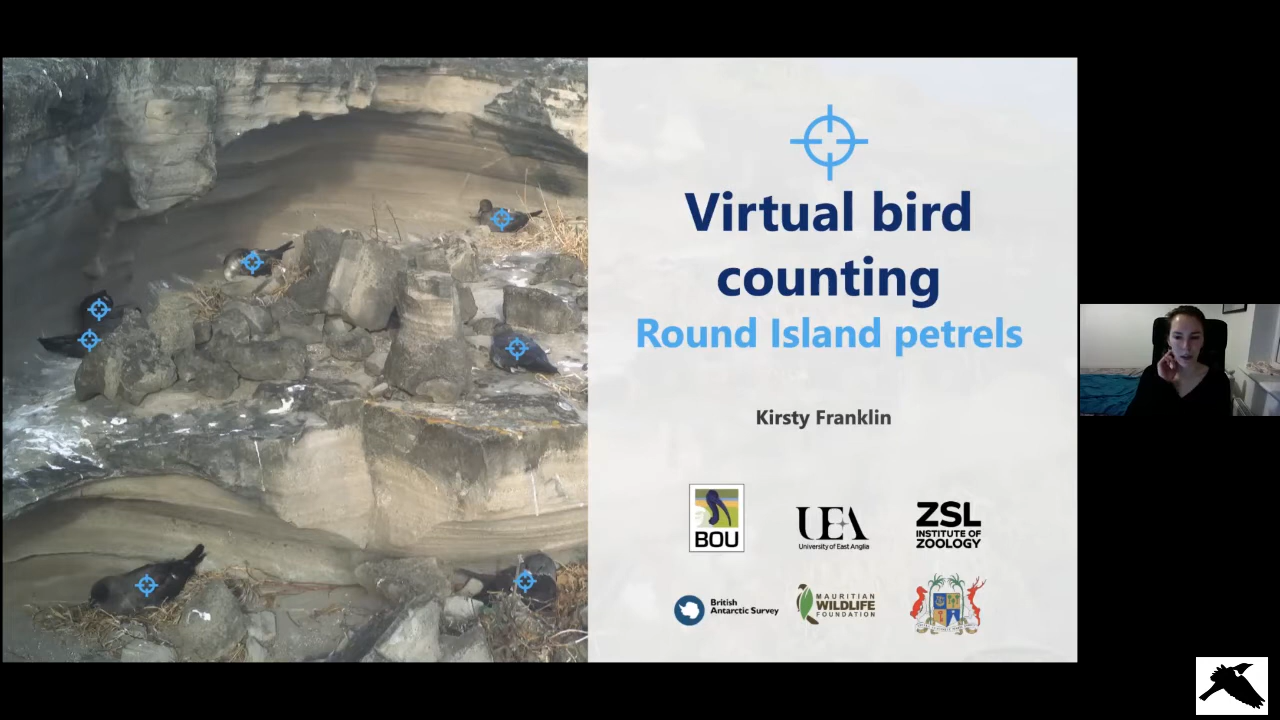 Virtual bird
counting
Round Island petrels
Kirsty Franklin
BOU
UEA
University of East Anglia
ZSL
INSTITUTE OF
ZOOLOGY
British
Antarctic Survey
MAURITIAN
WILDLIFE
FOUNDATION